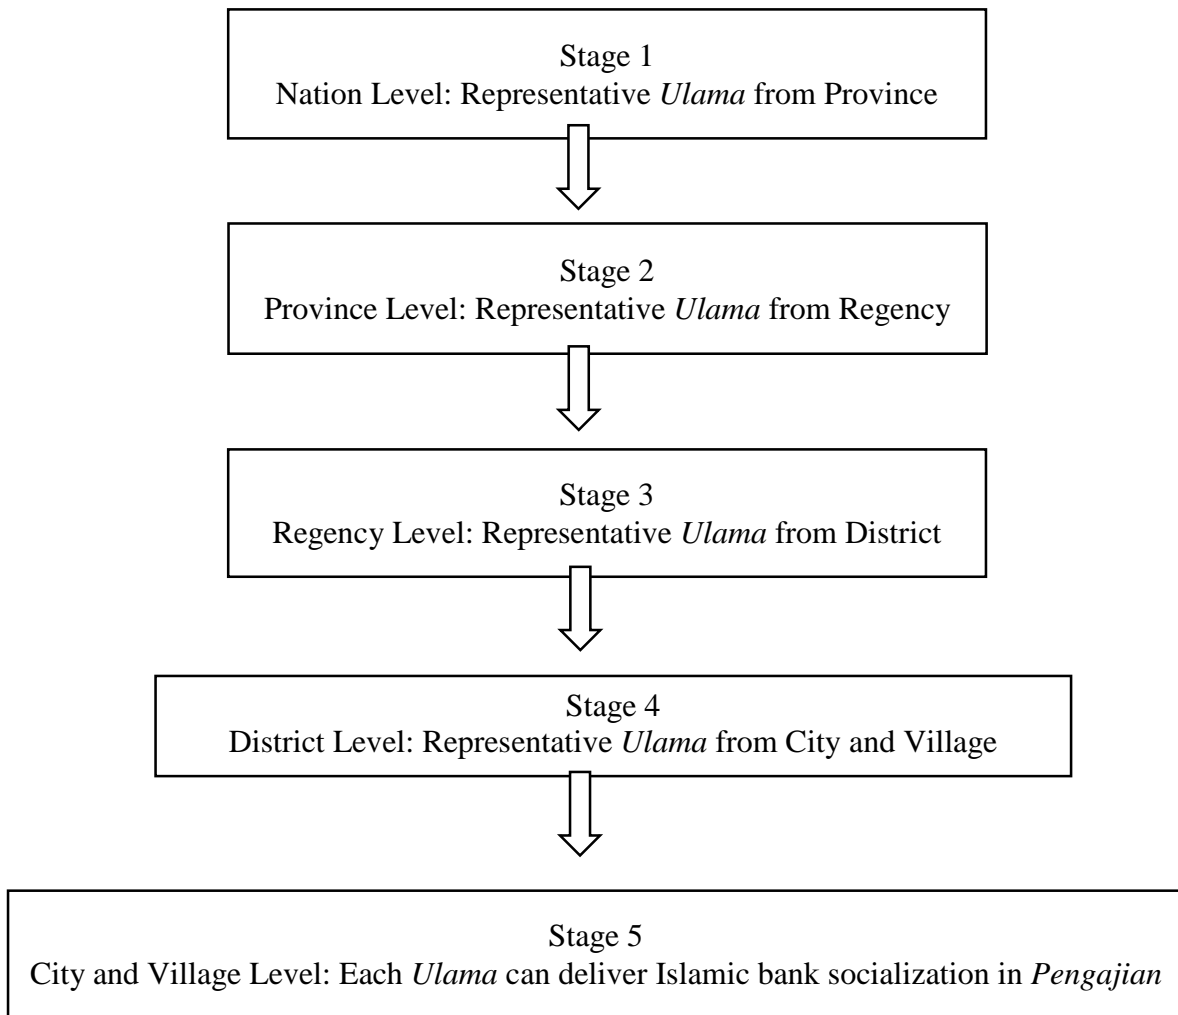 Stage 1
Nation Level: Representative Ulama from Province
Stage 2
Province Level: Representative Ulama from Regency
Stage 3
Regency Level: Representative Ulama from District
Stage 4
District Level: Representative Ulama from City and Village
Stage 5
City and Village Level: Each Ulama can deliver Islamic bank socialization in Pengajian